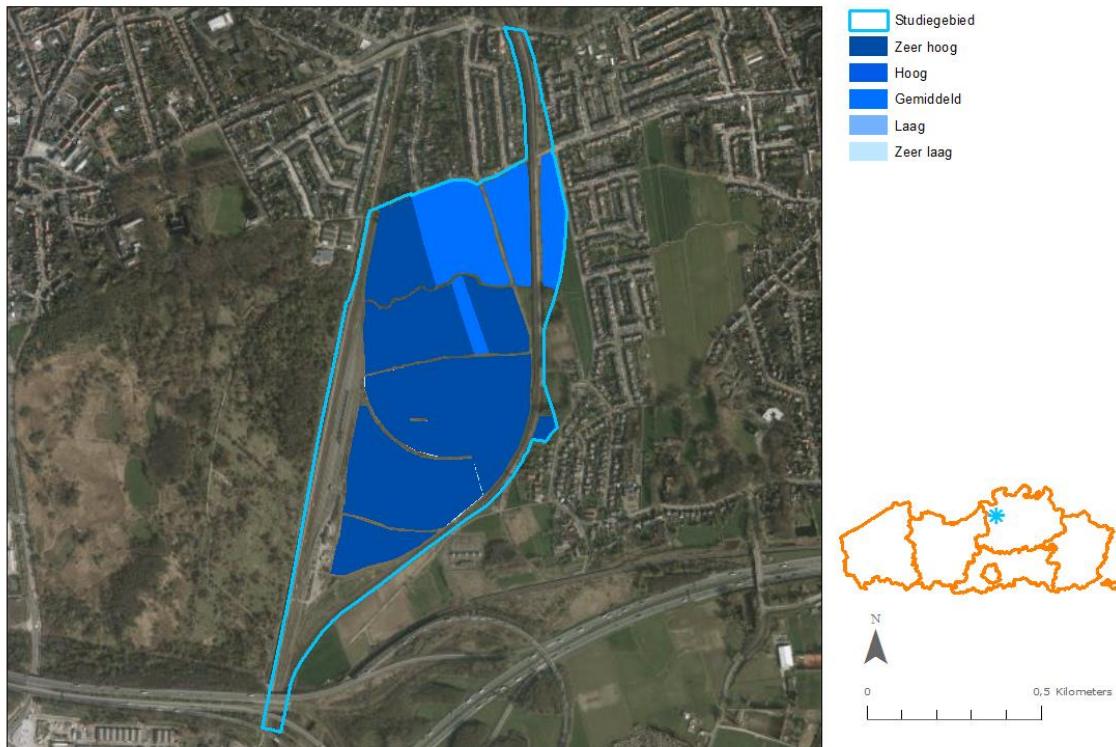 Studiegebied
Zeer hoog
Hoog
Gemiddeld
Laag
Zeer laag
N
0
0,5 Kilometers